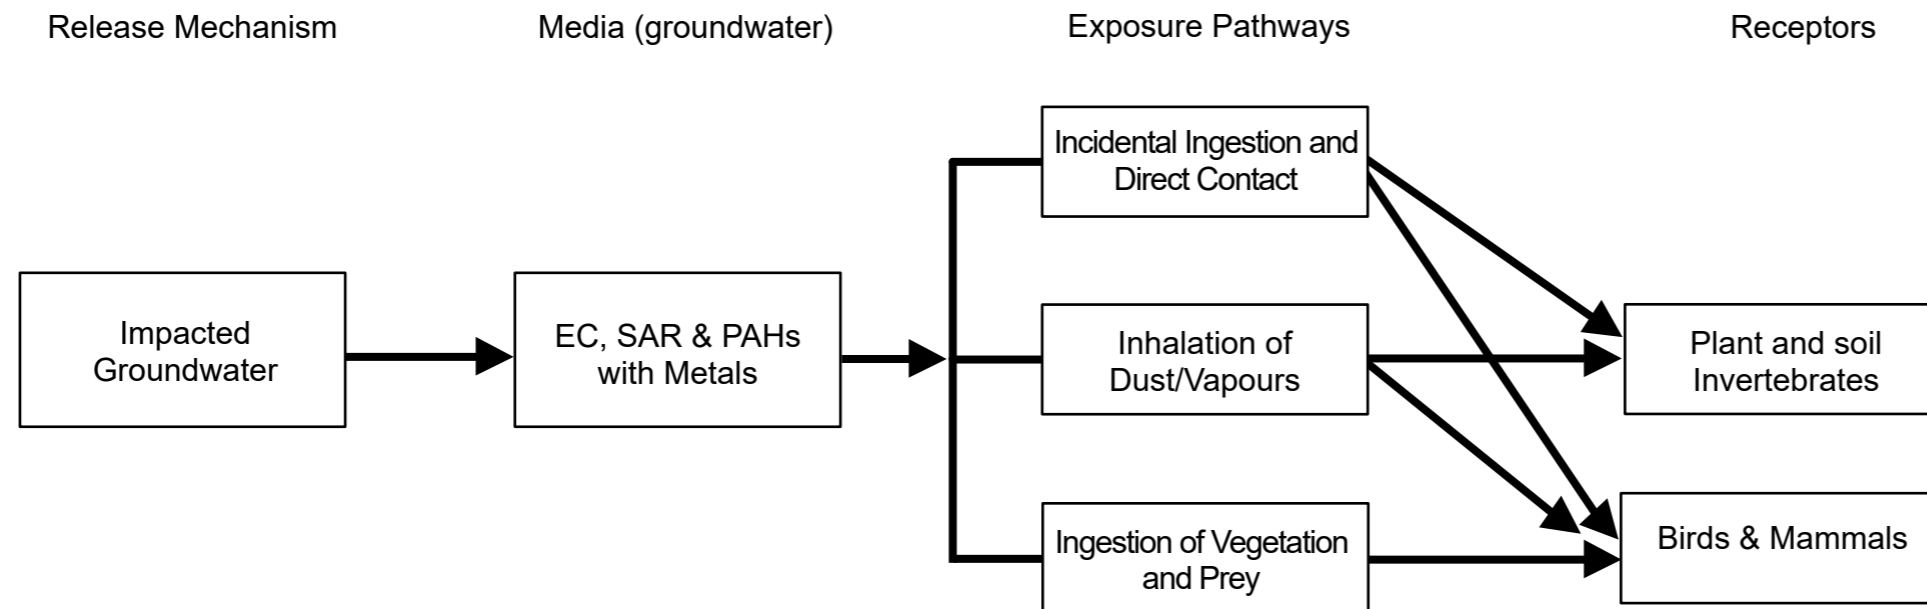 Release Mechanism
Media (groundwater)
Exposure Pathways
Receptors
Impacted
Groundwater
EC, SAR & PAHs
with Metals
Incidental Ingestion and
Direct Contact
Inhalation of
Dust/Vapours
Ingestion of Vegetation
and Prey
Plant and soil
Invertebrates
Birds & Mammals